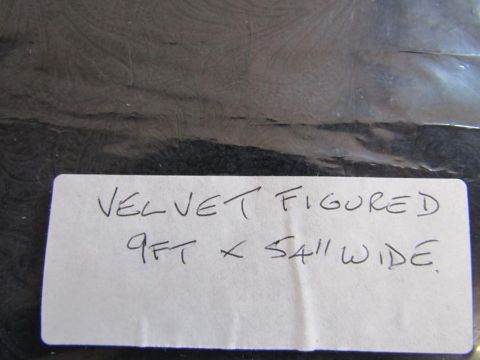 VELVET FIGURED
9FT x 54" WIDE.